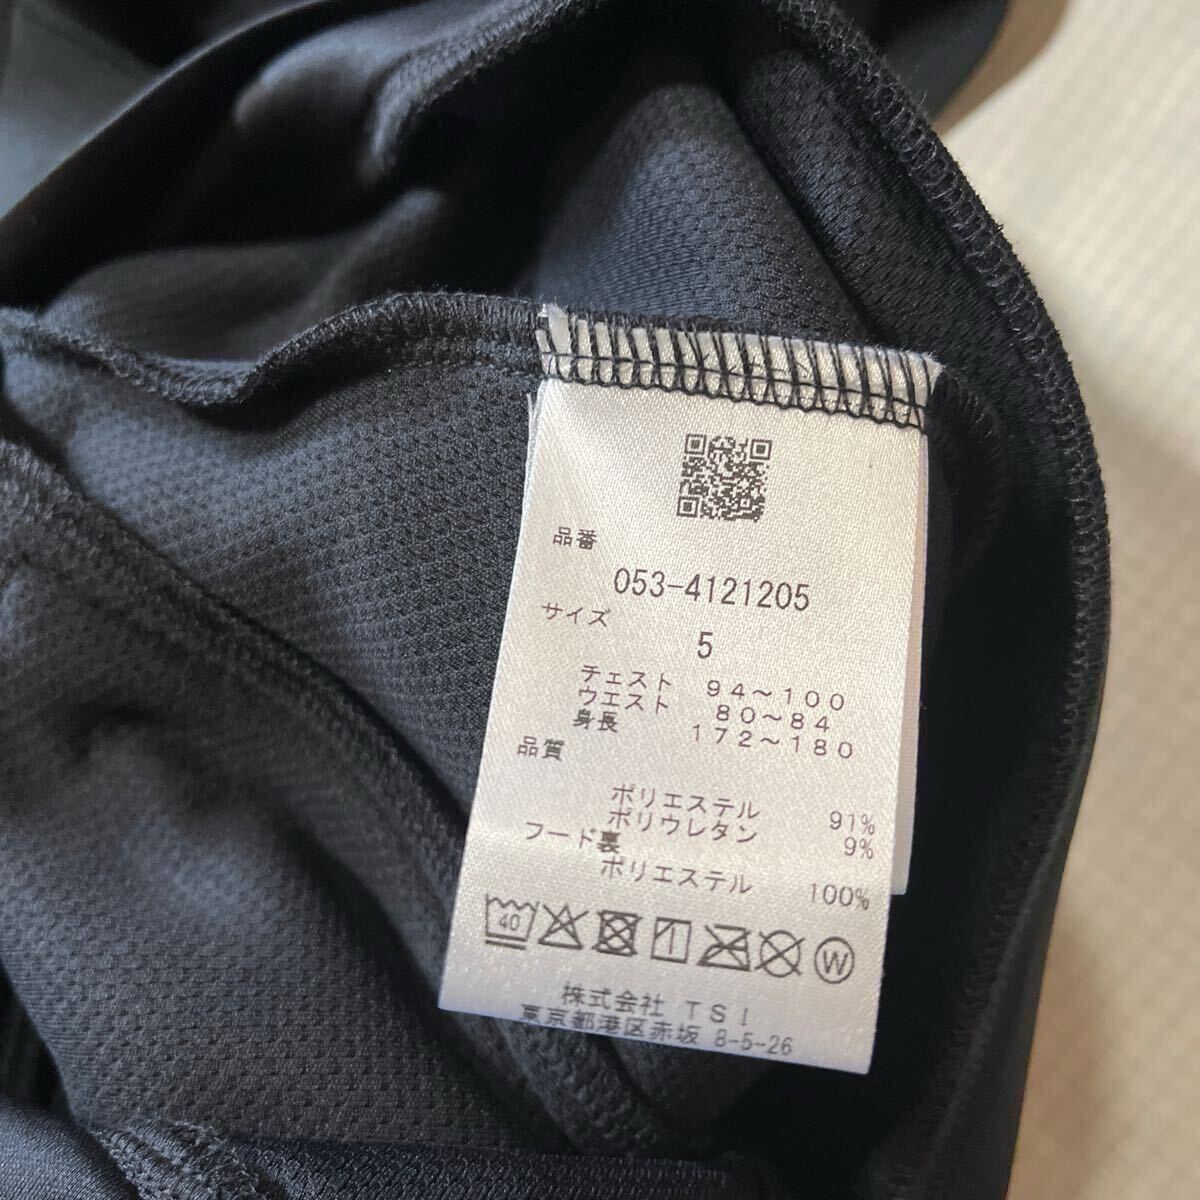 品番
053-4121205
サイズ
5
チェスト 94〜100
ウエスト 80〜84
身長 172〜180
品質
ポリエステル 91%
ポリウレタン 9%
フード裏
ポリエステル 100%
40 W
株式会社 TSI
東京都港区赤坂 8-5-26